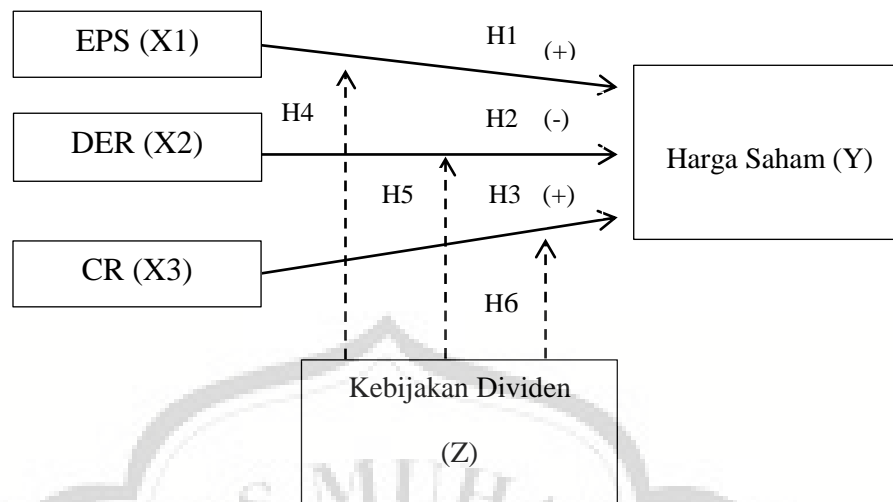 EPS (X1)
H1 (+)
H4
DER (X2)
H2 (-)
Harga Saham (Y)
H5
H3 (+)
CR (X3)
H6
Kebijakan Dividen
(Z)